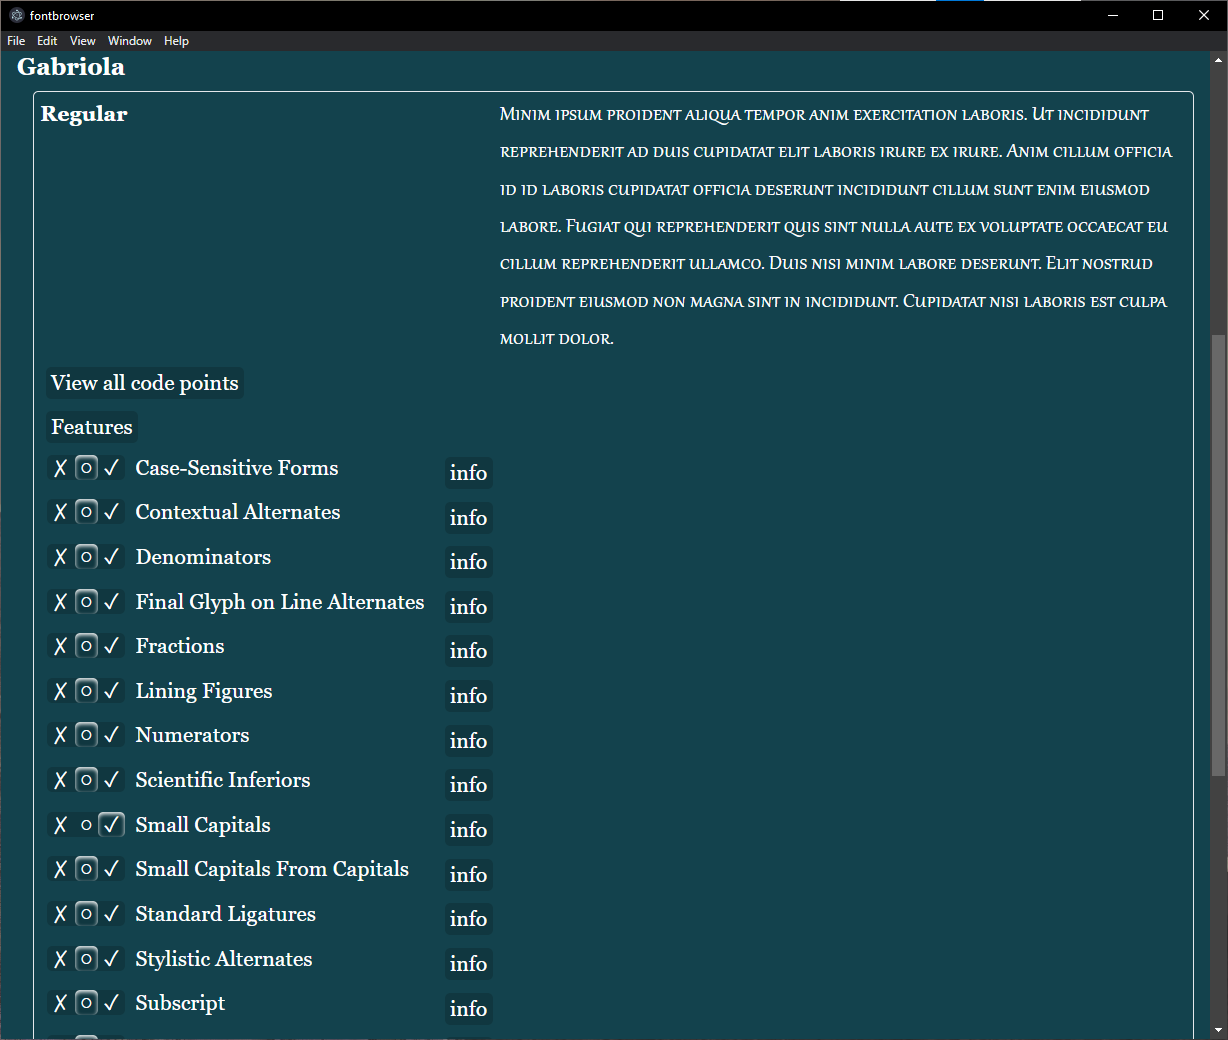 fontbrowser
File Edit View Window Help
Gabriola
Regular
Minim ipsum proident aliqua tempor anim exercitation laboris. Ut incididunt
reprehenderit ad duis cupidatat elit laboris irure ex irure. Anim cillum officia
id id laboris cupidatat officia deserunt incididunt cillum sunt enim eiusmod
labore. Fugiat qui reprehenderit quis sint nulla aute ex voluptate occaecat eu
cillum reprehenderit ullamco. Duis nisi minim labore deserunt. Elit nostrud
proident eiusmod non magna sint in incididunt. Cupidatat nisi laboris est culpa
mollit dolor.
View all code points
Features
✗ o ✓ Case-Sensitive Forms info
✗ o ✓ Contextual Alternates info
✗ o ✓ Denominators info
✗ o ✓ Final Glyph on Line Alternates info
✗ o ✓ Fractions info
✗ o ✓ Lining Figures info
✗ o ✓ Numerators info
✗ o ✓ Scientific Inferiors info
✗ o ✓ Small Capitals info
✗ o ✓ Small Capitals From Capitals info
✗ o ✓ Standard Ligatures info
✗ o ✓ Stylistic Alternates info
✗ o ✓ Subscript info